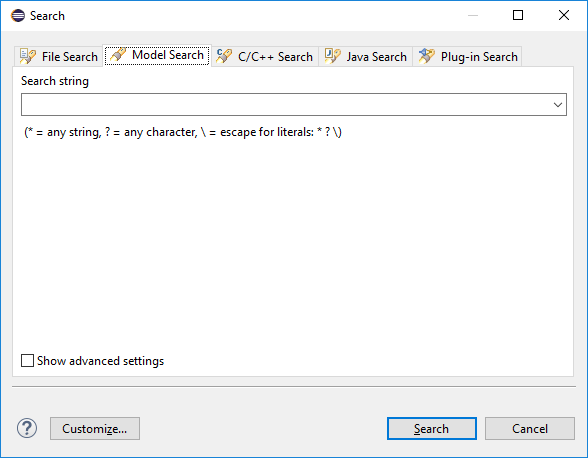 Search
File Search Model Search C/C++ Search Java Search Plug-in Search
Search string
(* = any string, ? = any character, \ = escape for literals: * ? \)
Show advanced settings
? Customize... Search Cancel